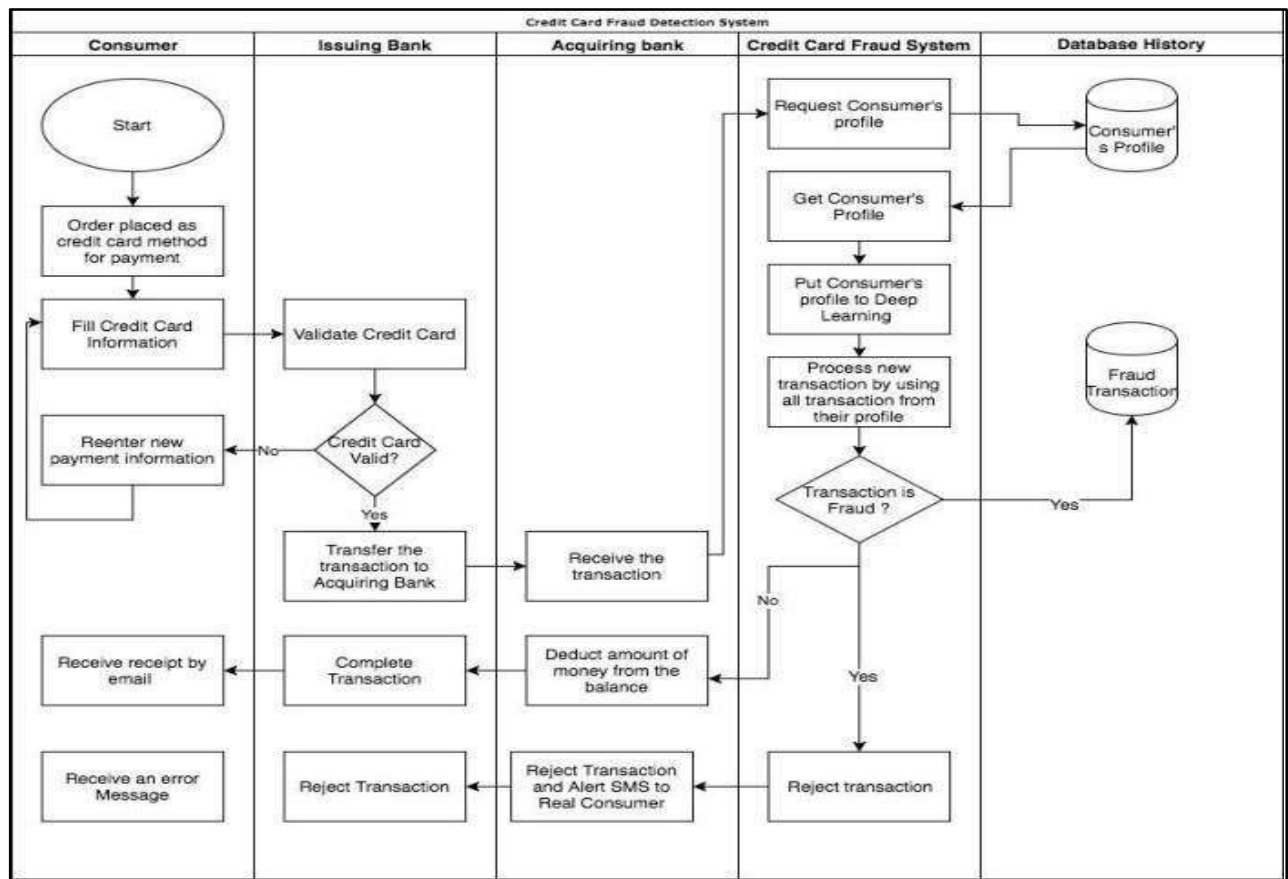 Credit Card Fraud Detection System
Consumer
Issuing Bank
Acquiring bank
Credit Card Fraud System
Database History
Start
Order placed as
credit card method
for payment
Fill Credit Card
Information
Reenter new
payment information
Receive receipt by
email
Receive an error
Message
Validate Credit Card
Credit Card
Valid?
No
Yes
Transfer the
transaction to
Acquiring Bank
Complete
Transaction
Reject Transaction
Receive the
transaction
Deduct amount of
money from the
balance
Reject Transaction
and Alert SMS to
Real Consumer
Request Consumer's
profile
Get Consumer's
Profile
Put Consumer's
profile to Deep
Learning
Process new
transaction by using
all transaction from
their profile
Transaction is
Fraud ?
No
Yes
Yes
Reject transaction
Consumer'
s Profile
Fraud
Transaction